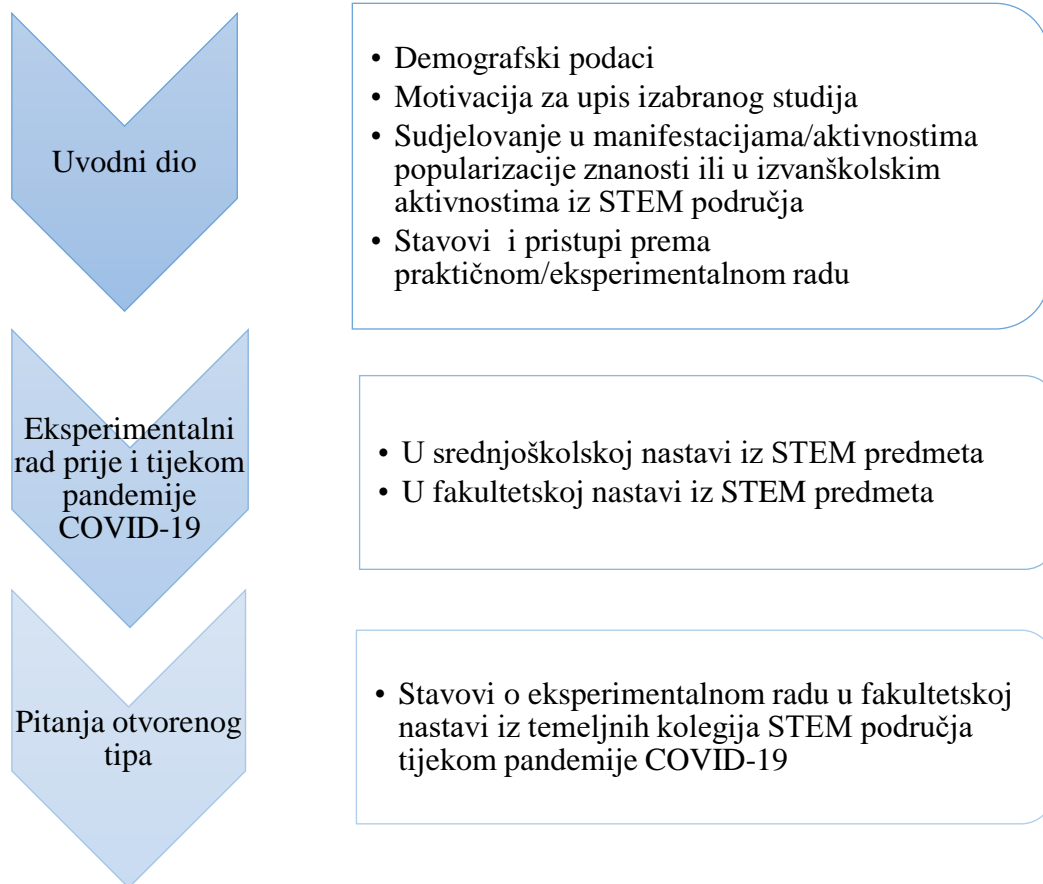 Uvodni dio
• Demografski podaci
• Motivacija za upis izabranog studija
• Sudjelovanje u manifestacijama/aktivnostima
popularizacije znanosti ili u izvanškolskim
aktivnostima iz STEM područja
• Stavovi i pristupi prema
praktičnom/eksperimentalnom radu
Eksperimentalni
rad prije i tijekom
pandemije
COVID-19
• U srednjoškolskoj nastavi iz STEM predmeta
• U fakultetskoj nastavi iz STEM predmeta
Pitanja otvorenog
tipa
• Stavovi o eksperimentalnom radu u fakultetskoj
nastavi iz temeljnih kolegija STEM područja
tijekom pandemije COVID-19